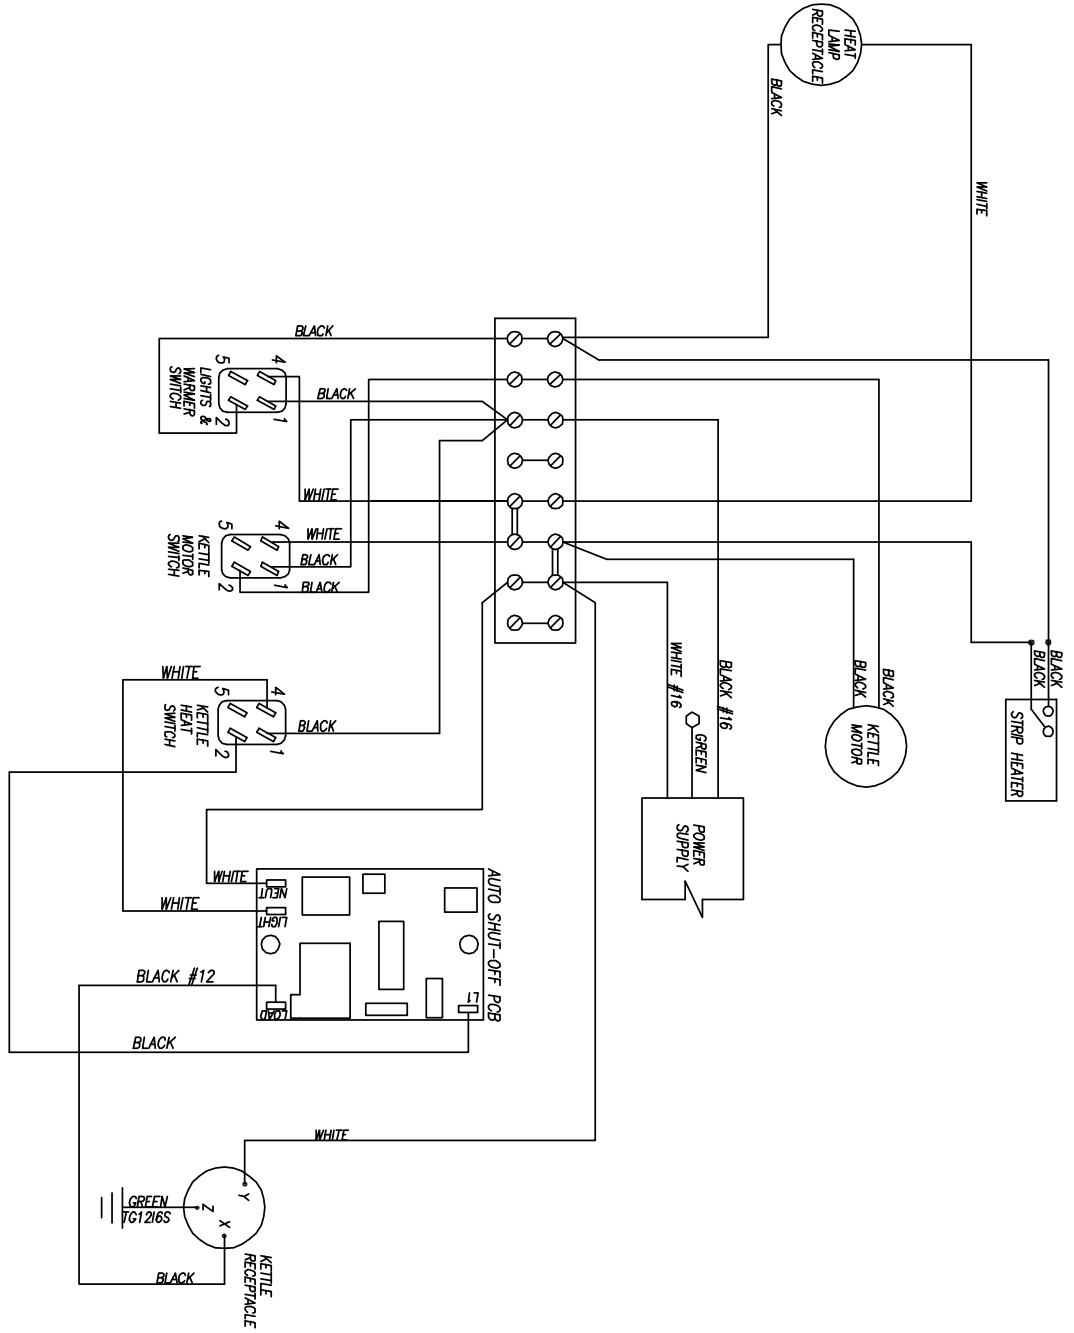 HEAT
LAMP
RECEPTACLE
BLACK
WHITE
BLACK
4
5
LIGHTS &
WARMER
SWITCH
1
2
BLACK
WHITE
4
5
KETTLE
MOTOR
SWITCH
1
2
WHITE
BLACK
BLACK
WHITE
4
5
KETTLE
HEAT
SWITCH
1
2
BLACK
WHITE #16
BLACK #16
GREEN
POWER
SUPPLY
BLACK
BLACK
KETTLE
MOTOR
BLACK
BLACK
STRIP HEATER
WHITE
NEUT
WHITE
LIGHT
BLACK #12
LOAD
L1
AUTO SHUT-OFF PCB
BLACK
WHITE
GREEN
TG1216S
Y
Z
X
KETTLE
RECEPTACLE
BLACK